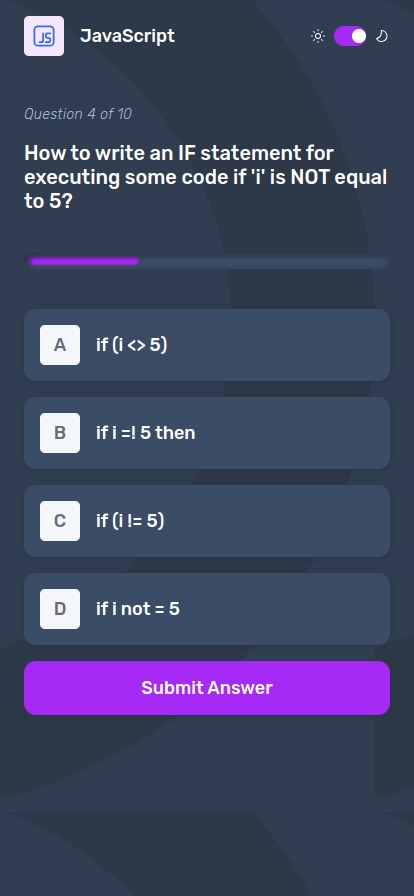 JS
JavaScript
Question 4 of 10
How to write an IF statement for
executing some code if 'i' is NOT equal
to 5?
A
if (i <> 5)
B
if i =! 5 then
C
if (i != 5)
D
if i not = 5
Submit Answer